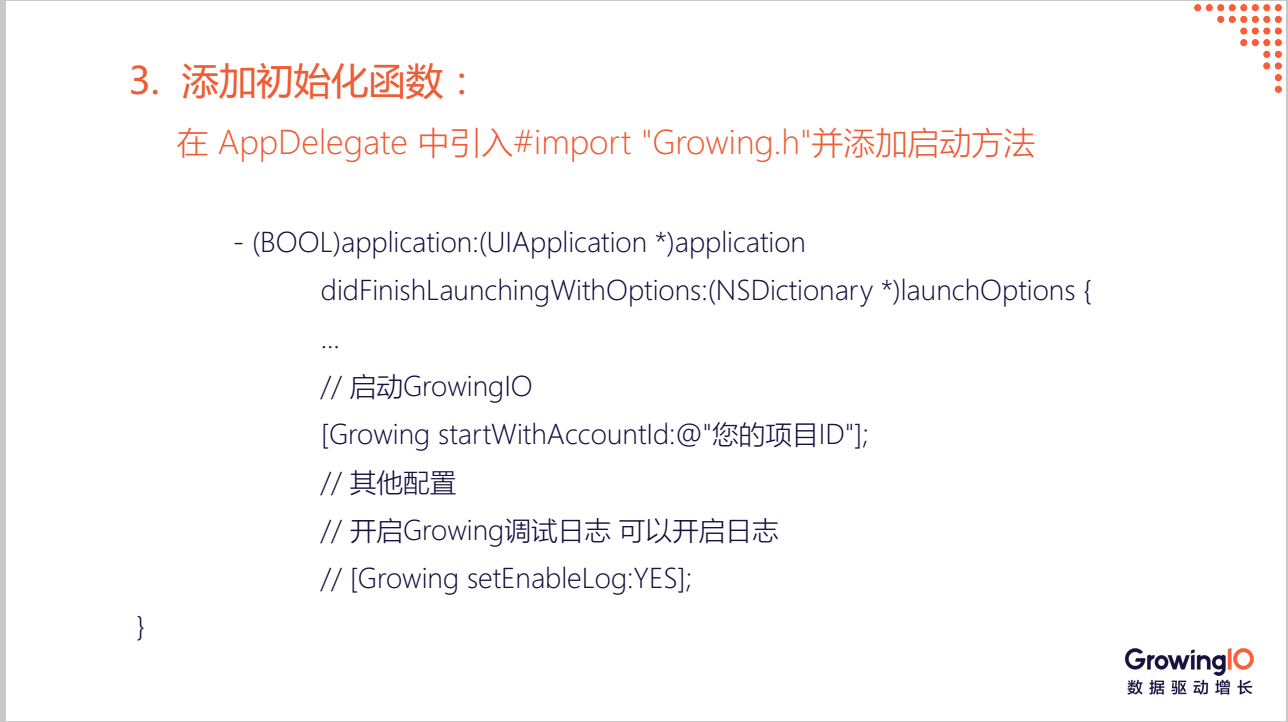 3. 添加初始化函数：
在 AppDelegate 中引入#import "Growing.h"并添加启动方法
- (BOOL)application:(UIApplication *)application
didFinishLaunchingWithOptions:(NSDictionary *)launchOptions {
...
// 启动GrowingIO
[Growing startWithAccountId:@"您的项目ID"];
// 其他配置
// 开启Growing调试日志 可以开启日志
// [Growing setEnableLog:YES];
}
GrowingIO
数据驱动增长